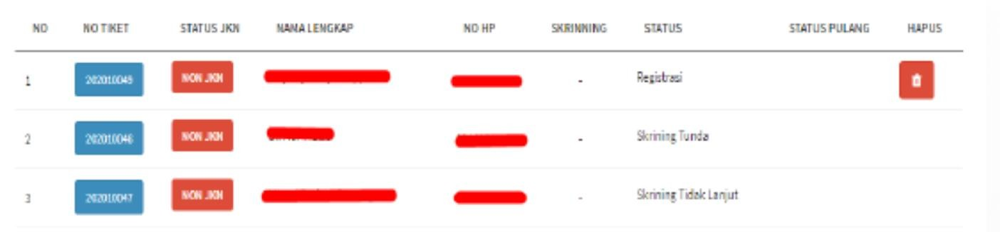 NO NO TIKET STATUS JKN NAMA LENGKAP NO HP SKRINNING STATUS STATUS PULANG HAPUS
1 202010049 NON JKN - Registrasi
2 202010046 NON JKN - Skrining Tunda
3 202010047 NON JKN - Skrining Tidak Lanjut